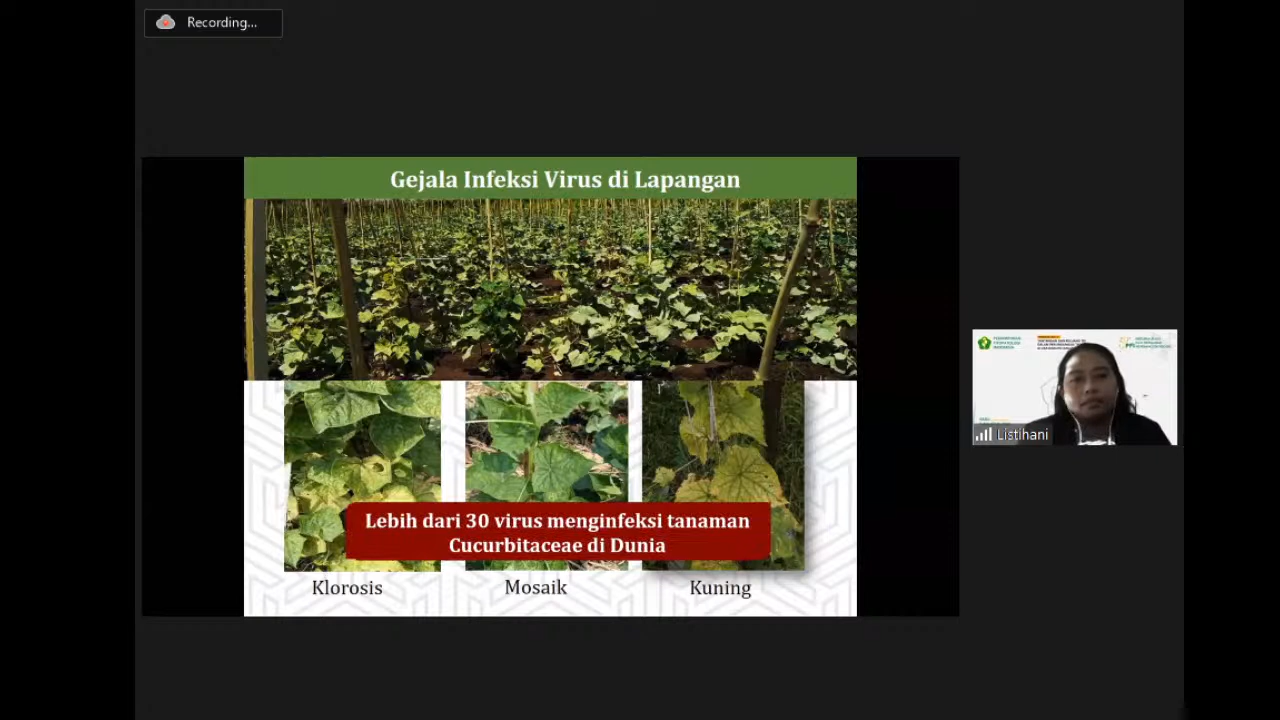 Recording...
Gejala Infeksi Virus di Lapangan
Lebih dari 30 virus menginfeksi tanaman
Cucurbitaceae di Dunia
Klorosis
Mosaik
Kuning
Listihani